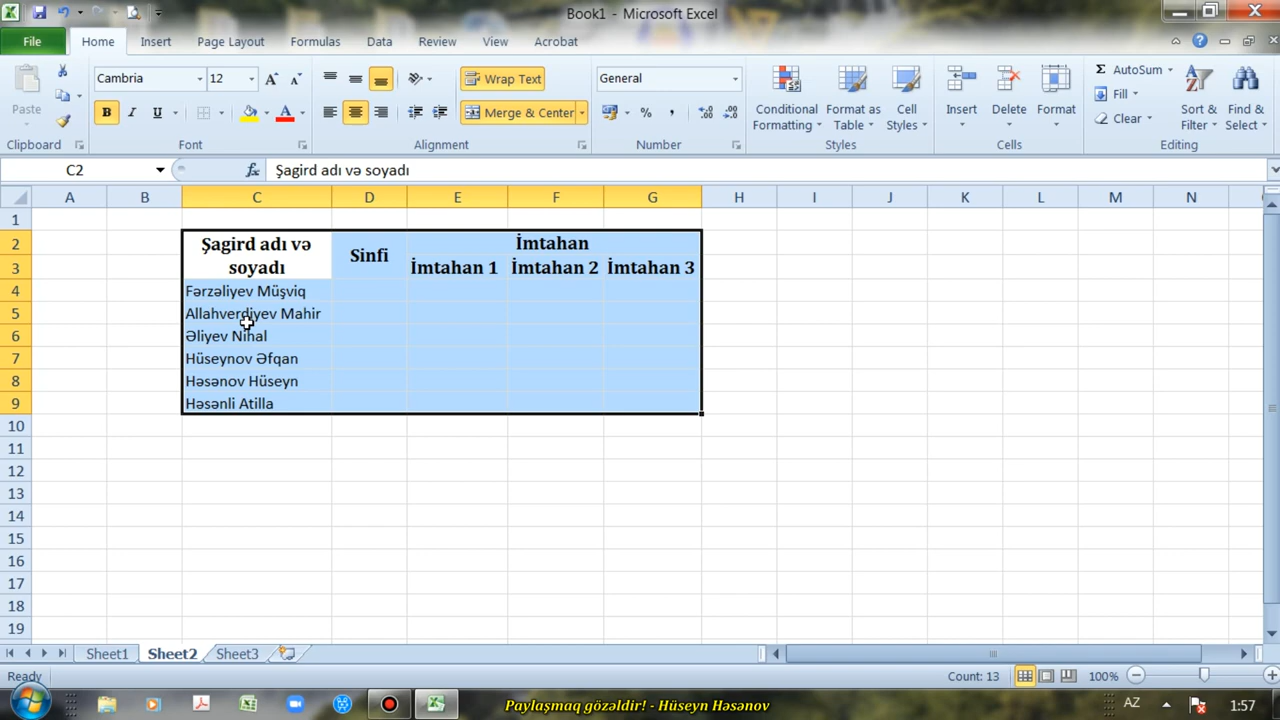 Book1 - Microsoft Excel
File Home Insert Page Layout Formulas Data Review View Acrobat
Paste
Cambria 12
B I U A
Wrap Text
Merge & Center
General
%
Conditional Formatting
Format as Table
Cell Styles
Insert
Delete
Format
AutoSum
Fill
Clear
Sort & Filter
Find & Select
Clipboard Font Alignment Number Styles Cells Editing
C2 fx Şagird adı və soyadı
A B C D E F G H I J K L M N
1
2 Şagird adı və soyadı Sinfi İmtahan
3 İmtahan 1 İmtahan 2 İmtahan 3
4 Fərzəliyev Müşviq
5 Allahverdiyev Mahir
6 Əliyev Nihal
7 Hüseynov Əfqan
8 Həsənov Hüseyn
9 Həsənli Atilla
10
11
12
13
14
15
16
17
18
19
Sheet1 Sheet2 Sheet3
Ready Count: 13 100%
Paylaşmaq gözəldir! - Hüseyn Həsənov
AZ 1:57